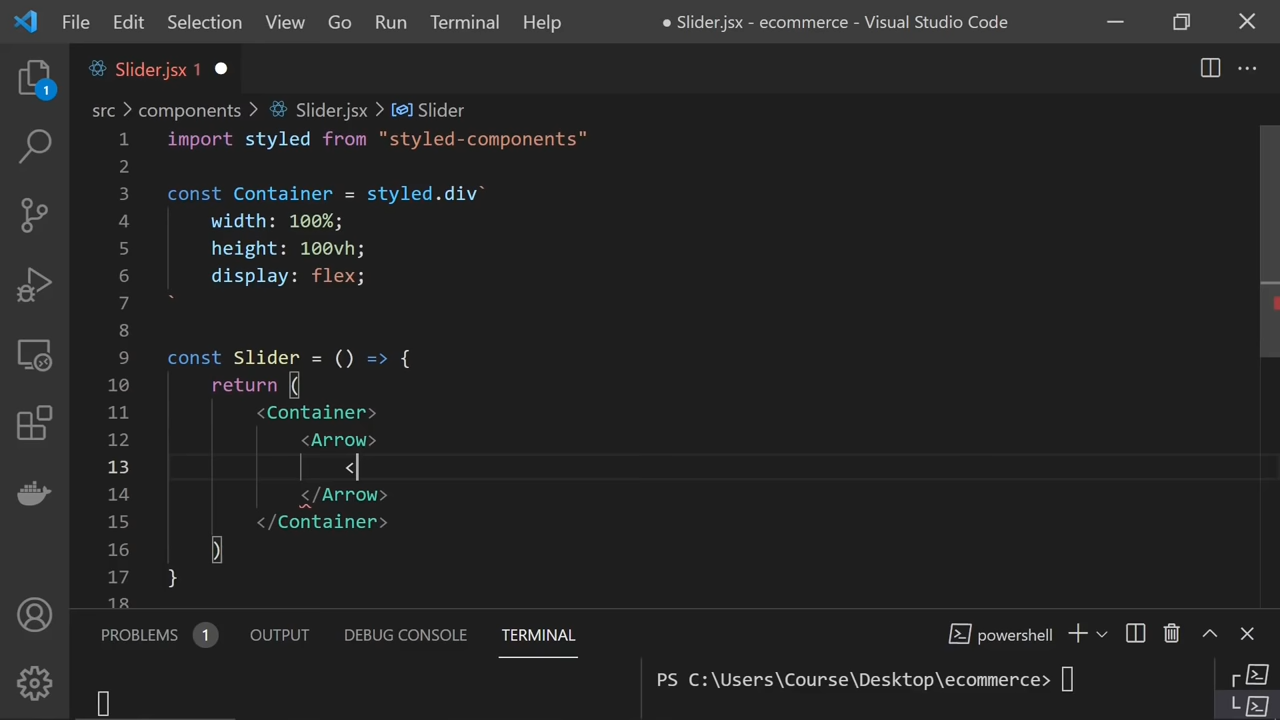 File Edit Selection View Go Run Terminal Help ● Slider.jsx - ecommerce - Visual Studio Code
Slider.jsx 1
1
src > components > Slider.jsx > Slider
1 import styled from "styled-components"
2
3 const Container = styled.div`
4 width: 100%;
5 height: 100vh;
6 display: flex;
7 `
8
9 const Slider = () => {
10 return (
11 <Container>
12 <Arrow>
13 <
14 </Arrow>
15 </Container>
16 )
17 }
18
PROBLEMS 1 OUTPUT DEBUG CONSOLE TERMINAL powershell
PS C:\Users\Course\Desktop\ecommerce>